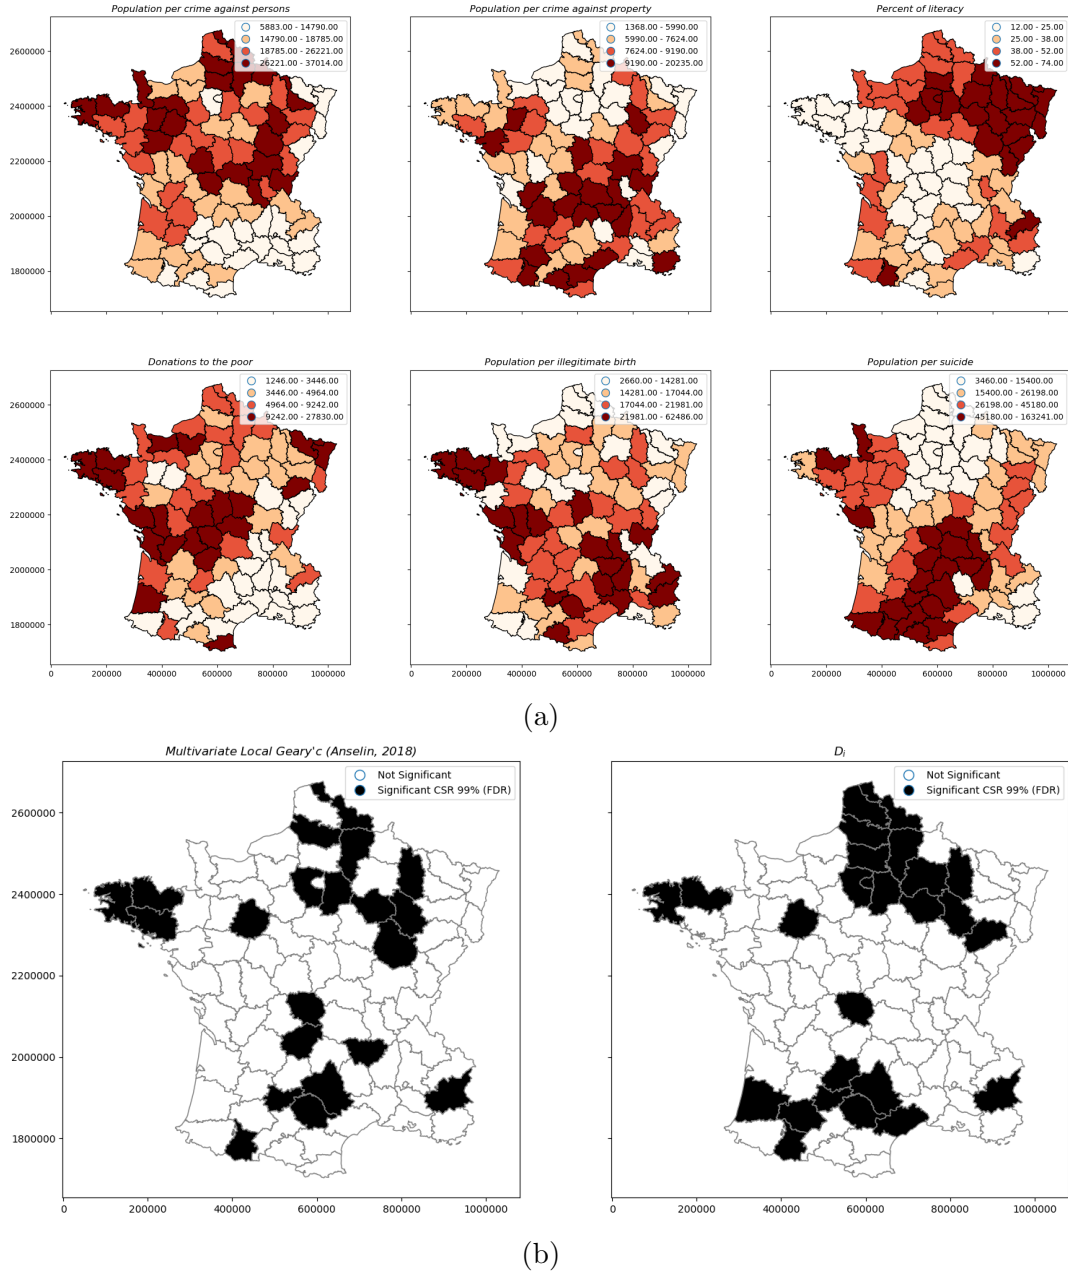 Population per crime against persons
5883.00 - 14790.00
14790.00 - 18785.00
18785.00 - 26221.00
26221.00 - 37014.00
2600000
2400000
2200000
2000000
1800000
Population per crime against property
1368.00 - 5990.00
5990.00 - 7624.00
7624.00 - 9190.00
9190.00 - 20235.00
Percent of literacy
12.00 - 25.00
25.00 - 38.00
38.00 - 52.00
52.00 - 74.00
Donations to the poor
1246.00 - 3446.00
3446.00 - 4964.00
4964.00 - 9242.00
9242.00 - 27830.00
2600000
2400000
2200000
2000000
1800000
0 200000 400000 600000 800000 1000000
Population per illegitimate birth
2660.00 - 14281.00
14281.00 - 17044.00
17044.00 - 21981.00
21981.00 - 62486.00
0 200000 400000 600000 800000 1000000
Population per suicide
3460.00 - 15400.00
15400.00 - 26198.00
26198.00 - 45180.00
45180.00 - 163241.00
0 200000 400000 600000 800000 1000000
(a)
Multivariate Local Geary'c (Anselin, 2018)
Not Significant
Significant CSR 99% (FDR)
2600000
2400000
2200000
2000000
1800000
0 200000 400000 600000 800000 1000000
Di
Not Significant
Significant CSR 99% (FDR)
0 200000 400000 600000 800000 1000000
(b)